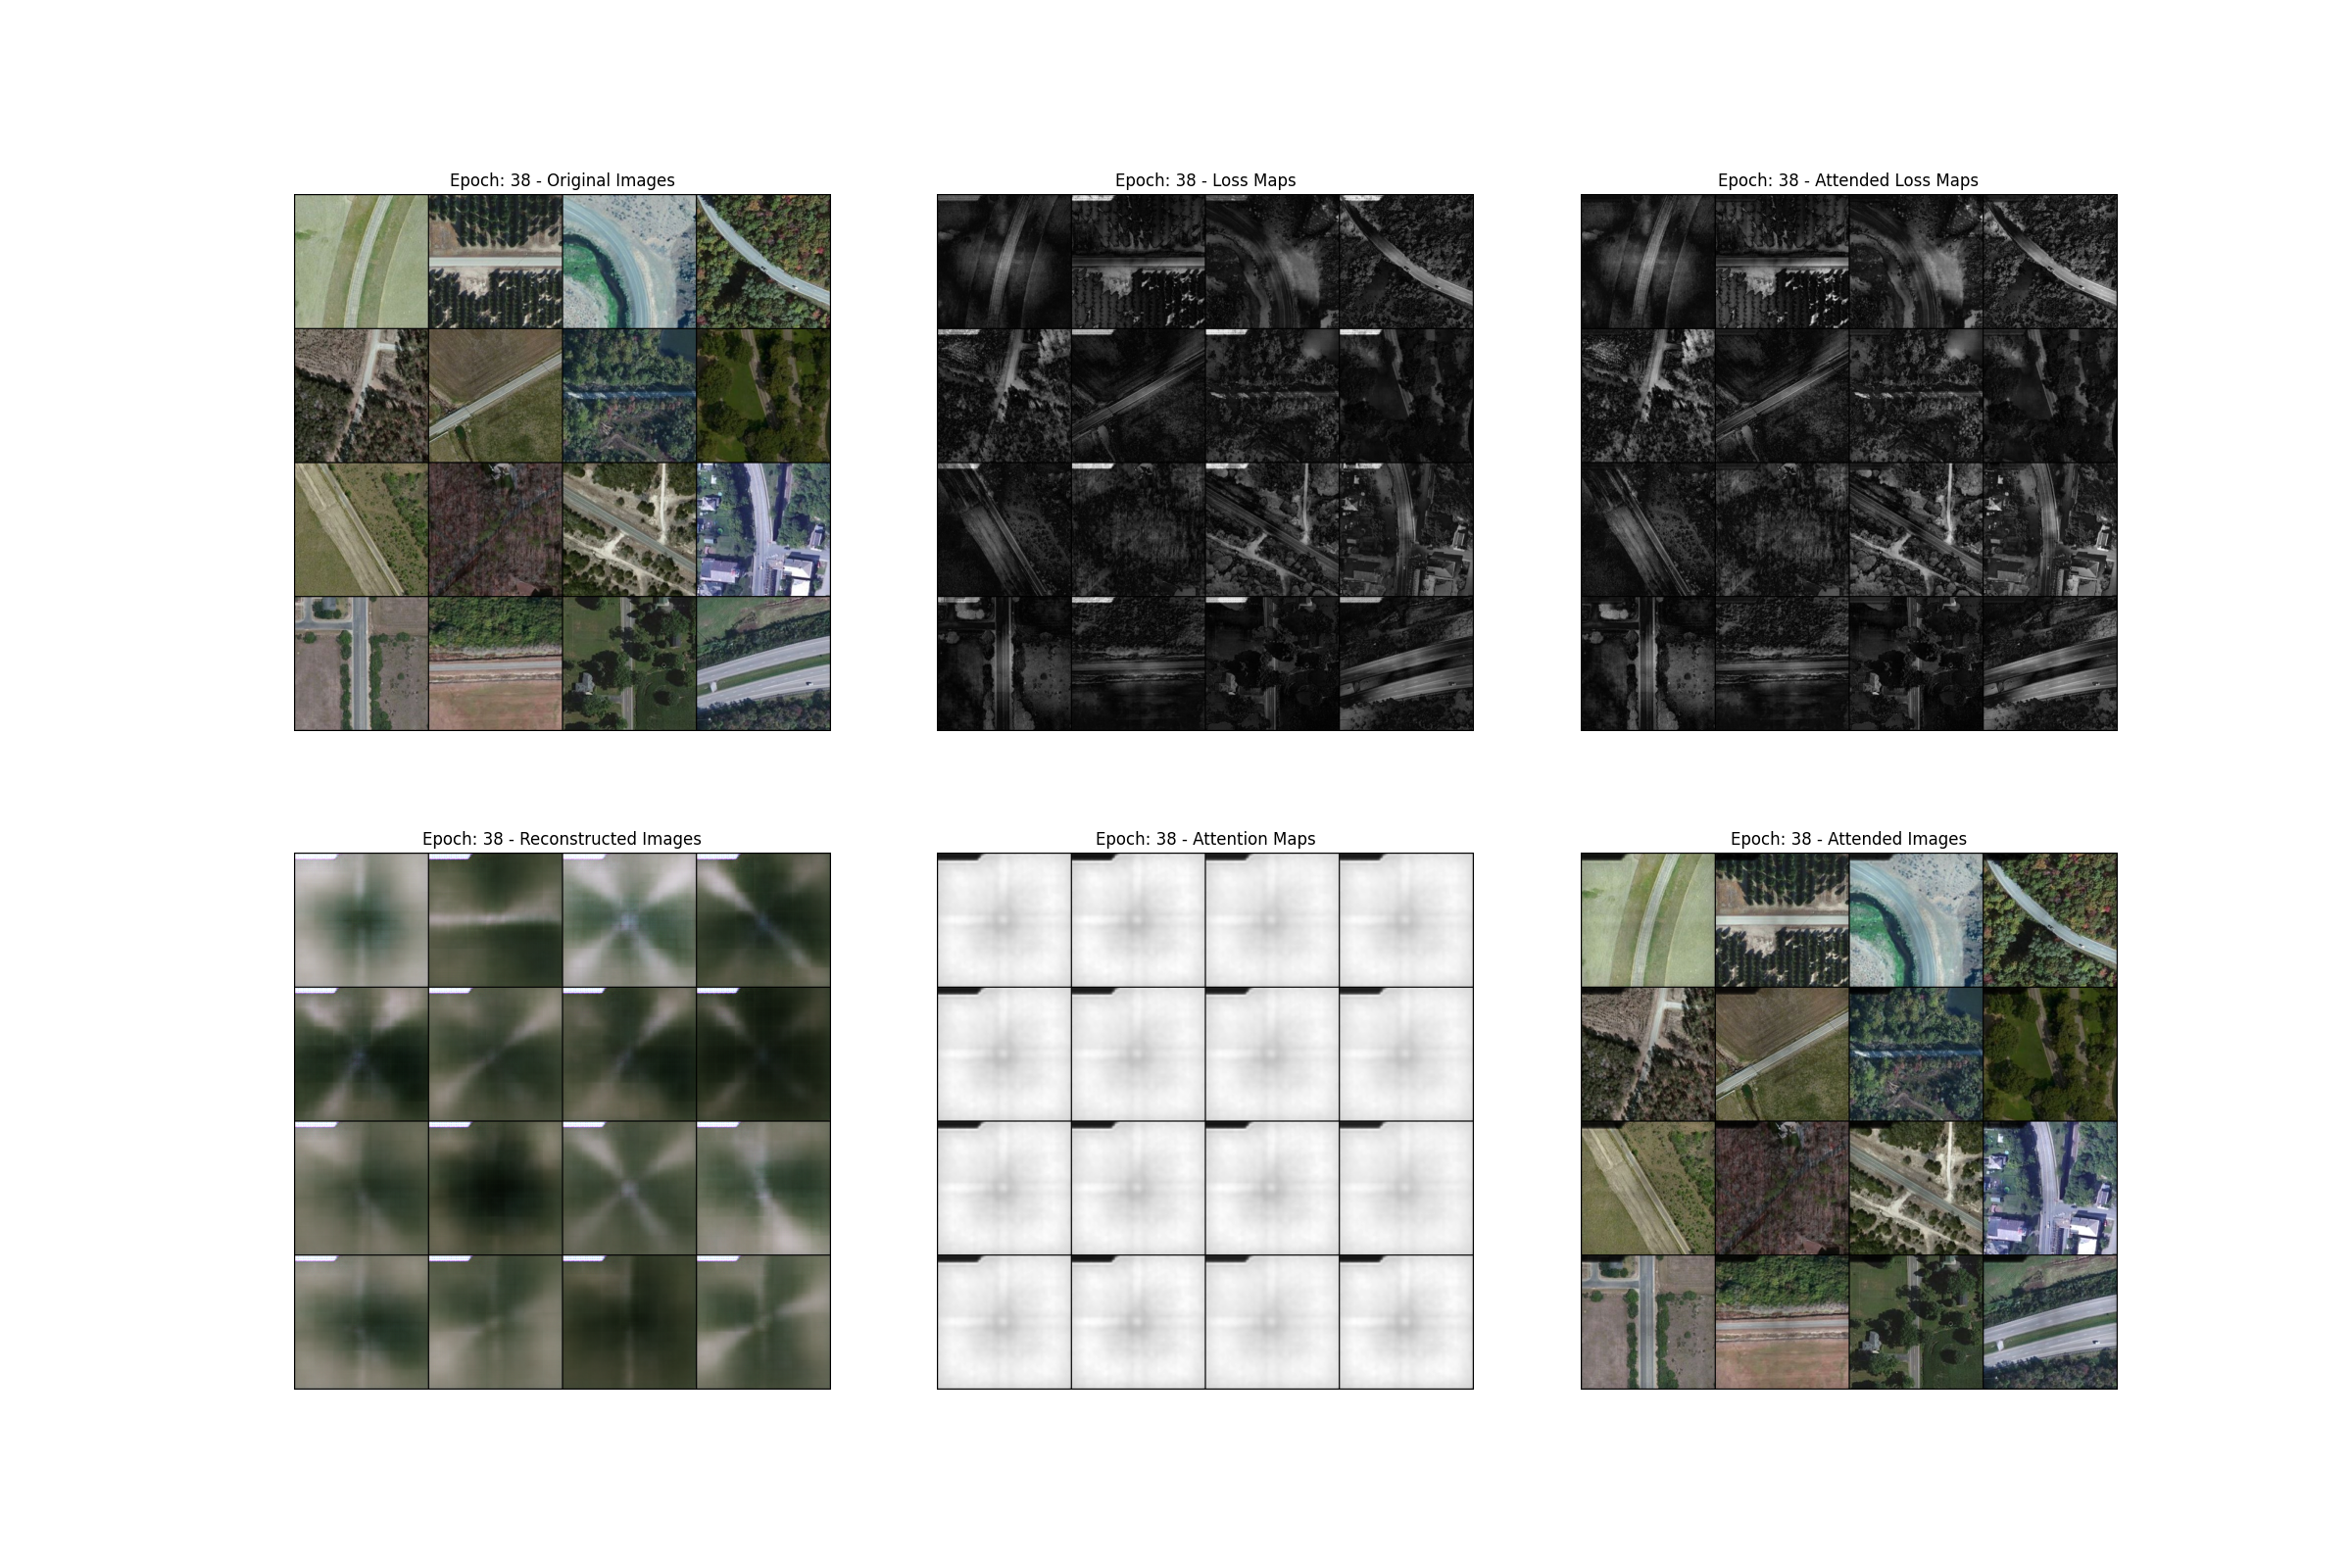 Epoch: 38 - Original Images
Epoch: 38 - Loss Maps
Epoch: 38 - Attended Loss Maps
Epoch: 38 - Reconstructed Images
Epoch: 38 - Attention Maps
Epoch: 38 - Attended Images